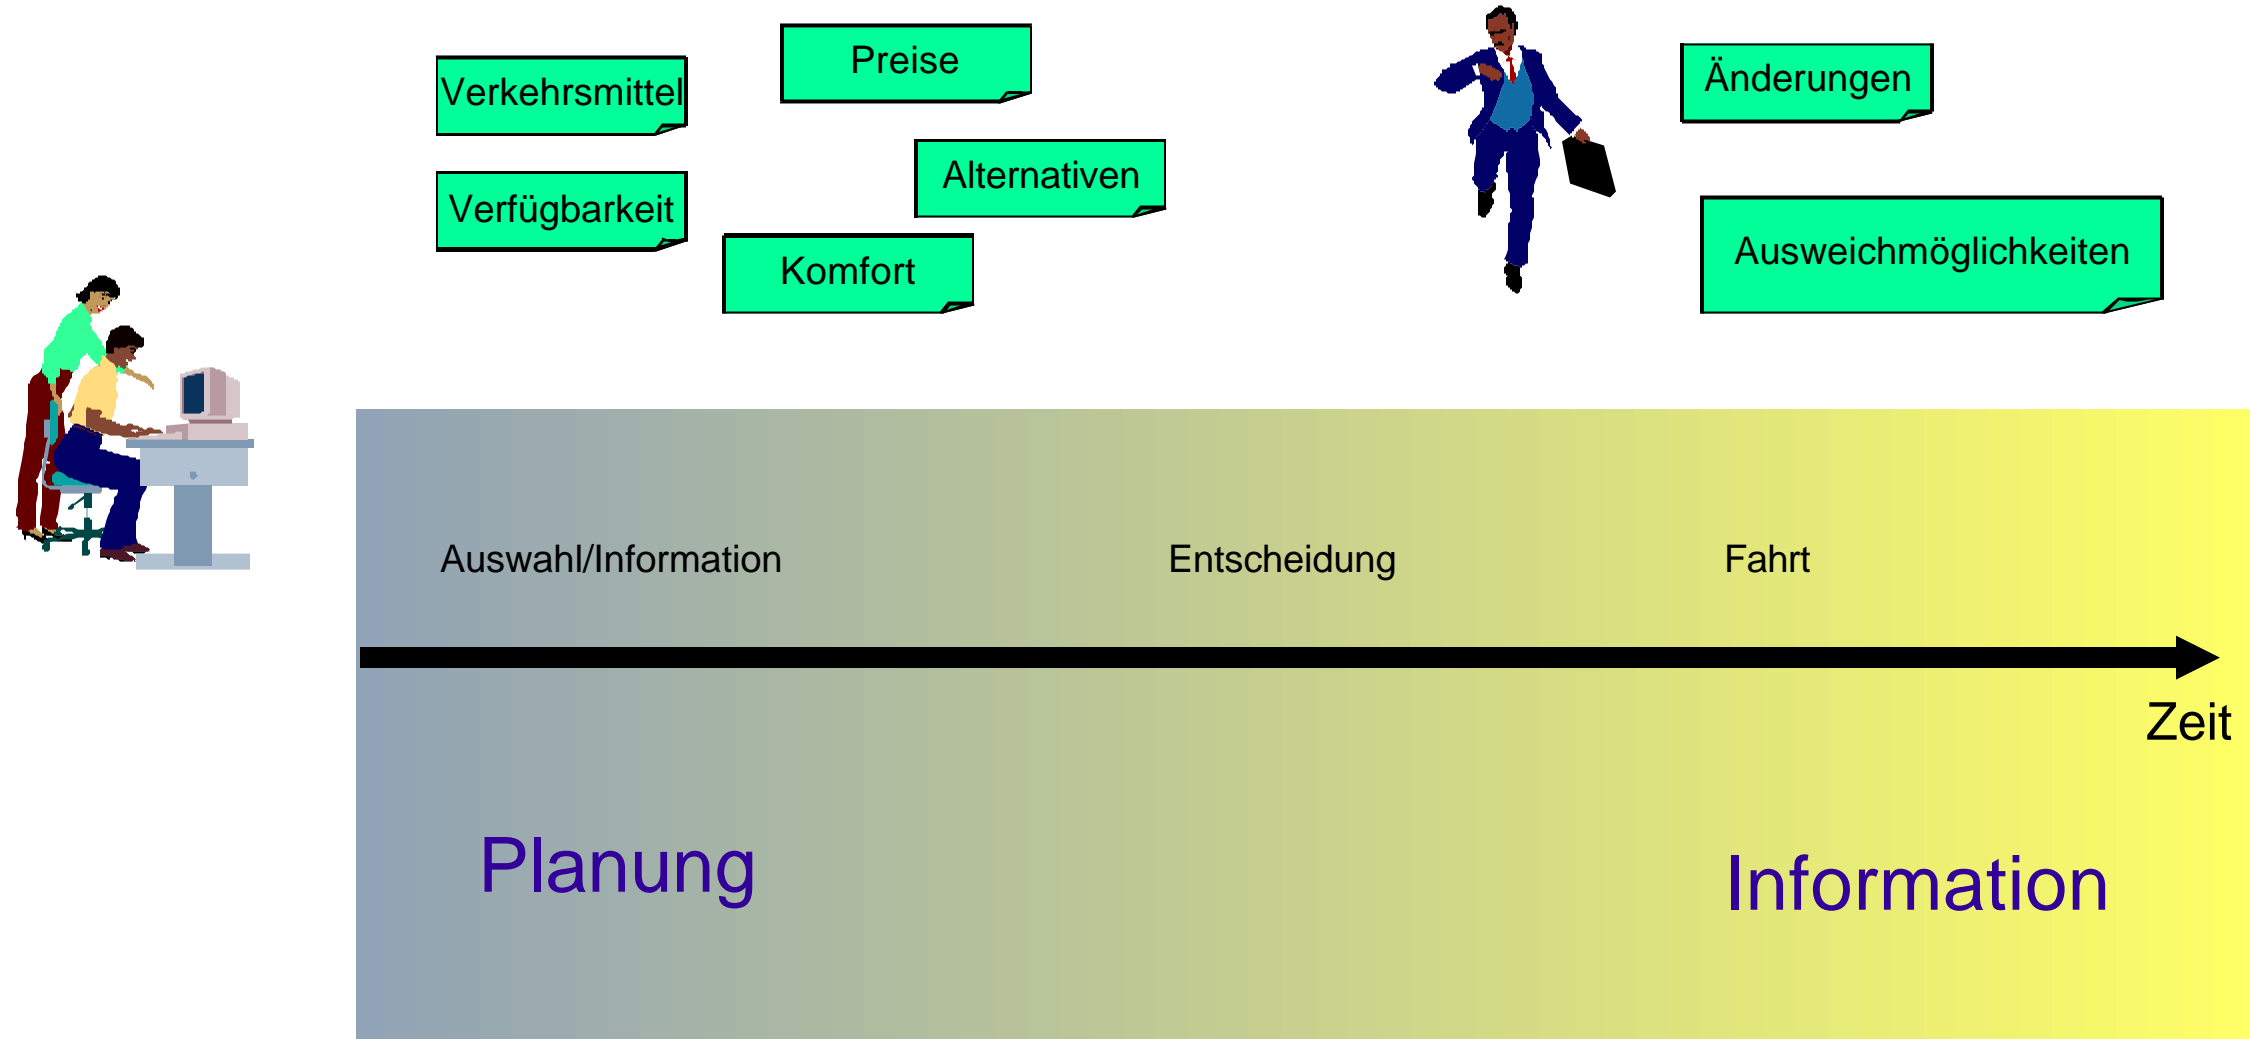 Verkehrsmittel
Preise
Änderungen
Verfügbarkeit
Alternativen
Komfort
Ausweichmöglichkeiten
Auswahl/Information
Entscheidung
Fahrt
Zeit
Planung
Information